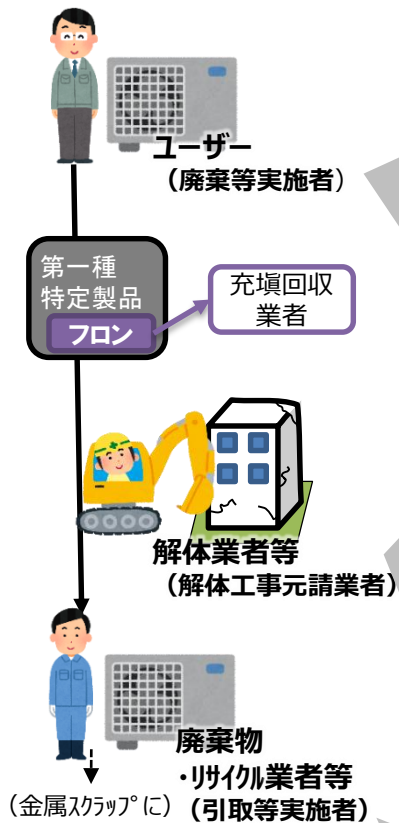 ユーザー
（廃棄等実施者）
第一種
特定製品
フロン
充塡回収
業者
解体業者等
（解体工事元請業者）
廃棄物
・ﾘｻｲｸﾙ業者等
（引取等実施者）
（金属ｽｸﾗｯﾌﾟに）